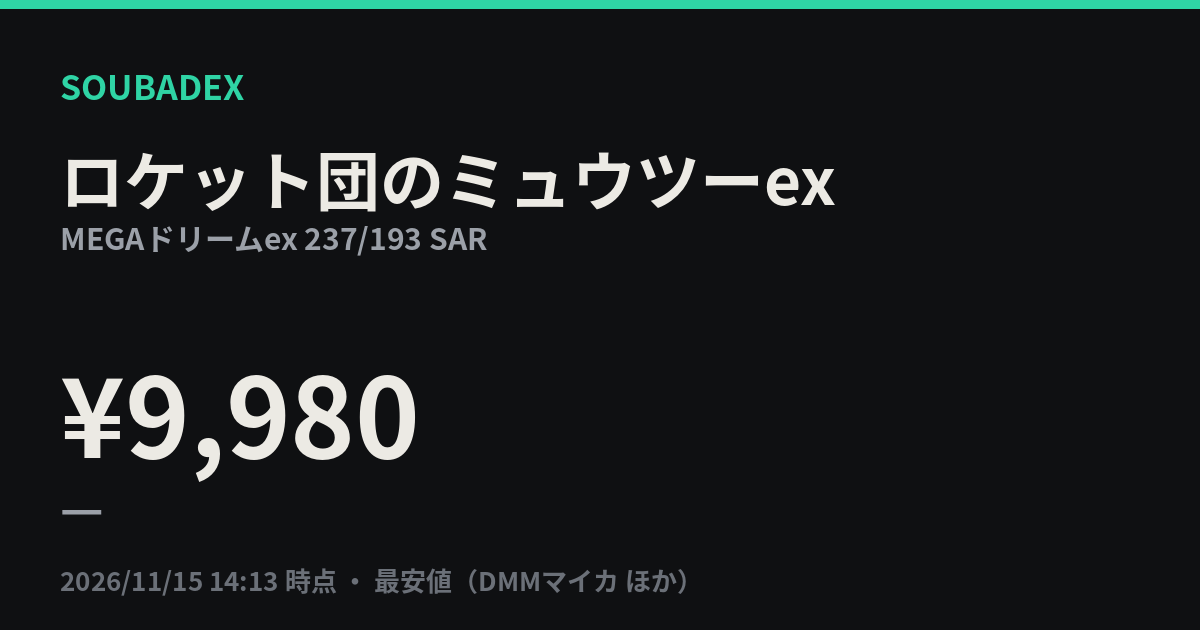 SOUBADEX
ロケット団のミュウツーex
MEGAドリームex 237/193 SAR
¥9,980
—
2026/11/15 14:13 時点 ・ 最安値（DMMマイカ ほか）